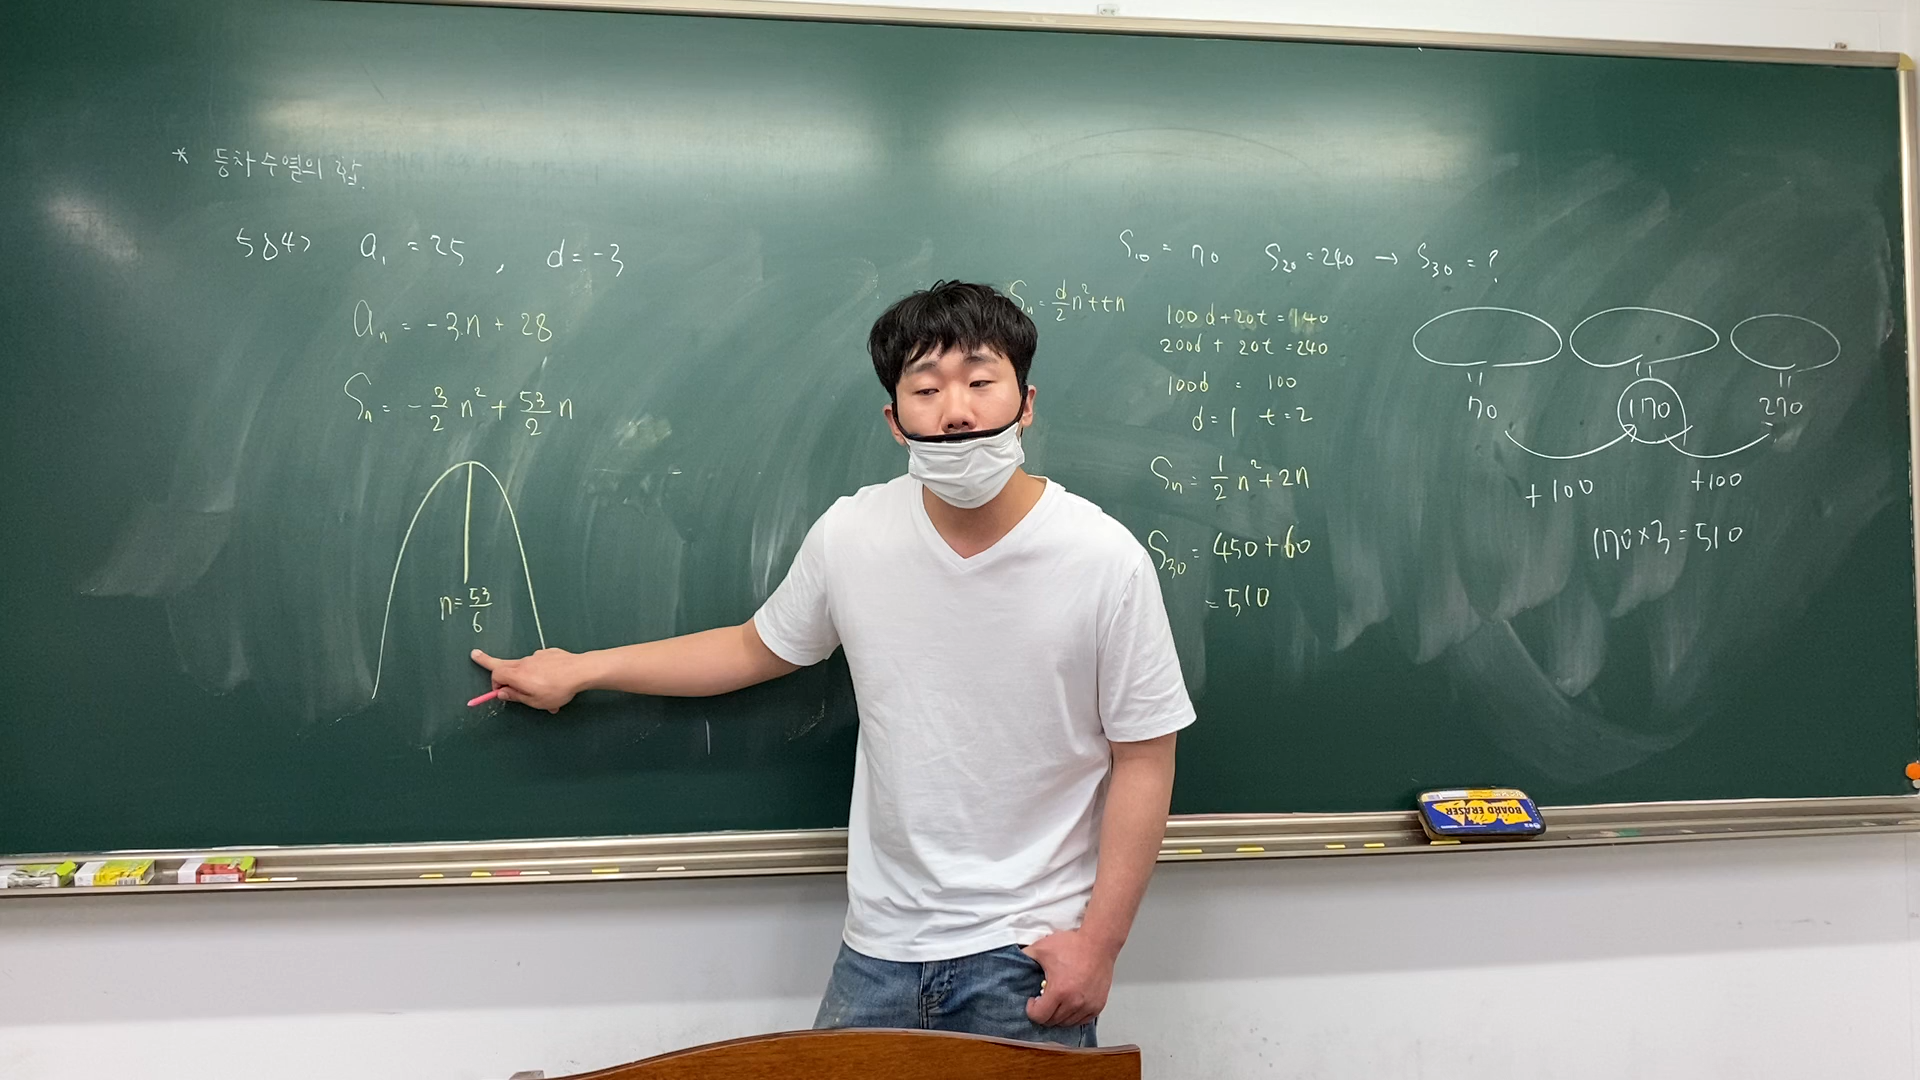 * 등차수열의 합.
<584> a₁ = 25, d = -3
aₙ = -3n + 28
Sₙ = -3/2 n² + 53/2 n
n = 53/6
S₁₀ = 70 S₂₀ = 240 → S₃₀ = ?
Sₙ = d/2 n² + tn
100d + 20t = 140
200d + 20t = 240
100d = 100
d = 1 t = 2
Sₙ = 1/2 n² + 2n
S₃₀ = 450 + 60
= 510
70 170 270
+100 +100
170×3 = 510
BOARD ERASER